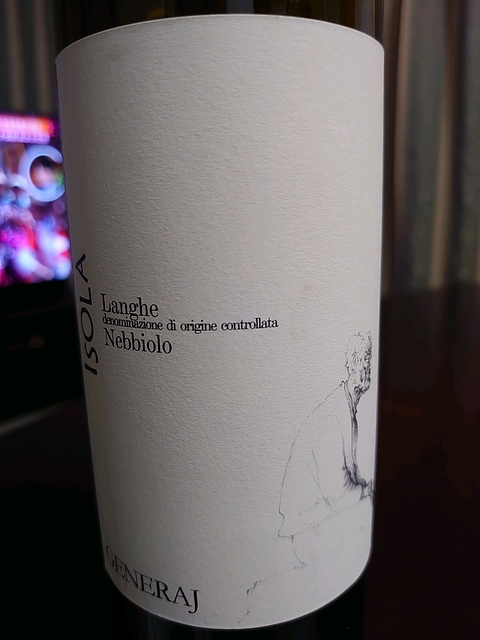 ISOLA
Langhe
denominazione di origine controllata
Nebbiolo
GENERAJ